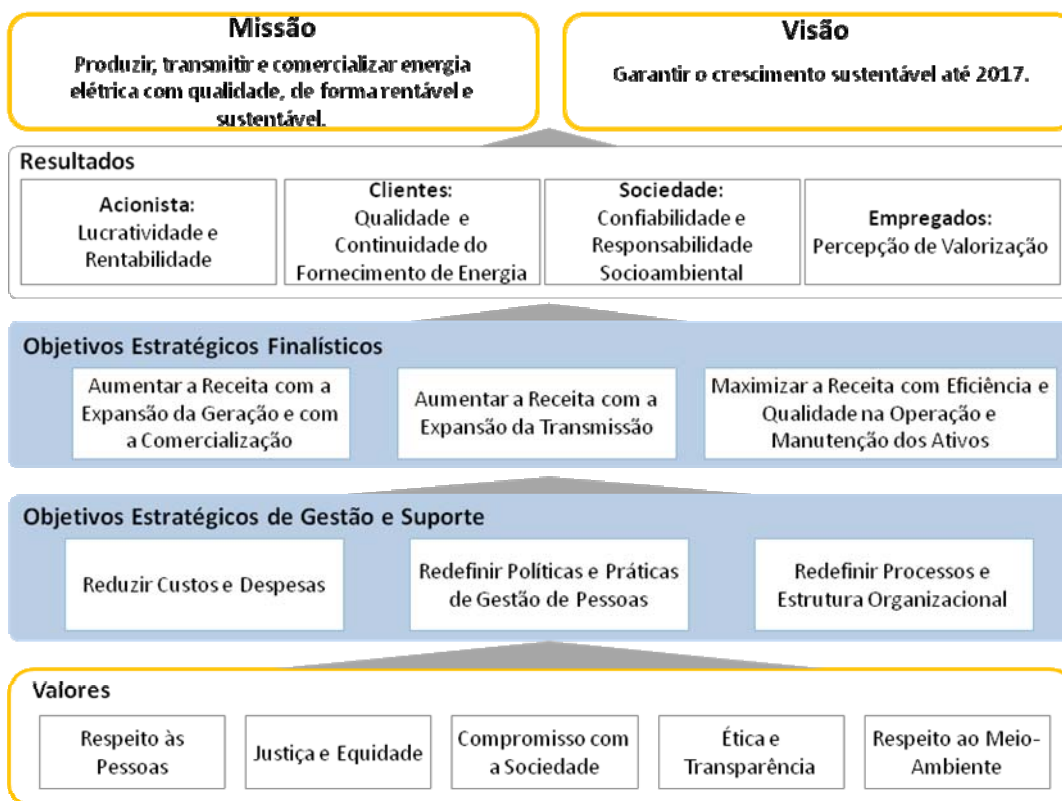 Missão
Produzir, transmitir e comercializar energia
elétrica com qualidade, de forma rentável e
sustentável.
Visão
Garantir o crescimento sustentável até 2017.
Resultados
Acionista:
Lucratividade e
Rentabilidade
Clientes:
Qualidade e
Continuidade do
Fornecimento de Energia
Sociedade:
Confiabilidade e
Responsabilidade
Socioambiental
Empregados:
Percepção de Valorização
Objetivos Estratégicos Finalísticos
Aumentar a Receita com a
Expansão da Geração e com
a Comercialização
Aumentar a Receita com a
Expansão da Transmissão
Maximizar a Receita com Eficiência e
Qualidade na Operação e
Manutenção dos Ativos
Objetivos Estratégicos de Gestão e Suporte
Reduzir Custos e Despesas
Redefinir Políticas e Práticas
de Gestão de Pessoas
Redefinir Processos e
Estrutura Organizacional
Valores
Respeito às
Pessoas
Justiça e Equidade
Compromisso com
a Sociedade
Ética e
Transparência
Respeito ao Meio-
Ambiente